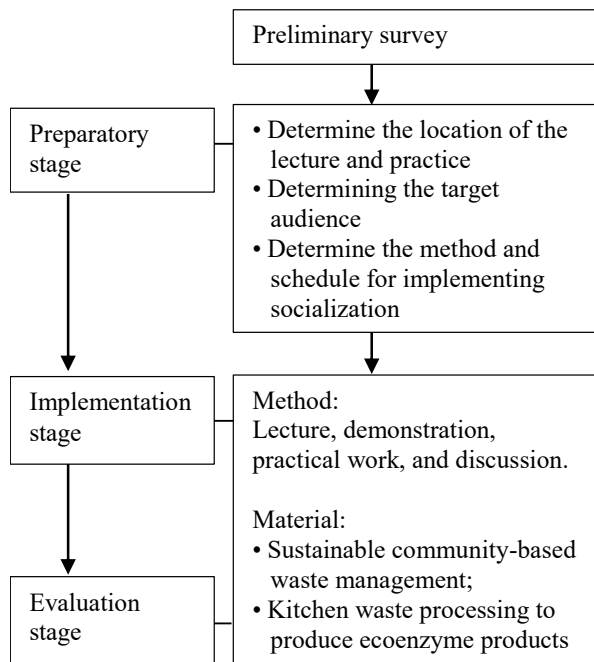 Preliminary survey
Preparatory
stage
• Determine the location of the
lecture and practice
• Determining the target
audience
• Determine the method and
schedule for implementing
socialization
Implementation
stage
Method:
Lecture, demonstration,
practical work, and discussion.
Material:
• Sustainable community-based
waste management;
• Kitchen waste processing to
produce ecoenzyme products
Evaluation
stage